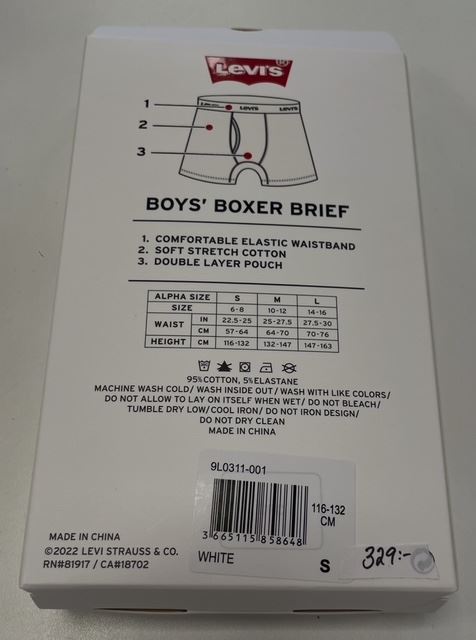 Levi's®
Levi's Levi's
1
2
3
BOYS' BOXER BRIEF
1. COMFORTABLE ELASTIC WAISTBAND
2. SOFT STRETCH COTTON
3. DOUBLE LAYER POUCH
ALPHA SIZE S M L
SIZE 6-8 10-12 14-16
WAIST IN 22.5-25 25-27.5 27.5-30
CM 57-64 64-70 70-76
HEIGHT CM 116-132 132-147 147-163
95% COTTON, 5% ELASTANE
MACHINE WASH COLD/ WASH INSIDE OUT/ WASH WITH LIKE COLORS/
DO NOT ALLOW TO LAY ON ITSELF WHEN WET/ DO NOT BLEACH/
TUMBLE DRY LOW/COOL IRON/ DO NOT IRON DESIGN/
DO NOT DRY CLEAN
MADE IN CHINA
9L0311-001
116-132
CM
3 665115 858648
WHITE S
329:-
MADE IN CHINA
©2022 LEVI STRAUSS & CO.
RN#81917 / CA#18702